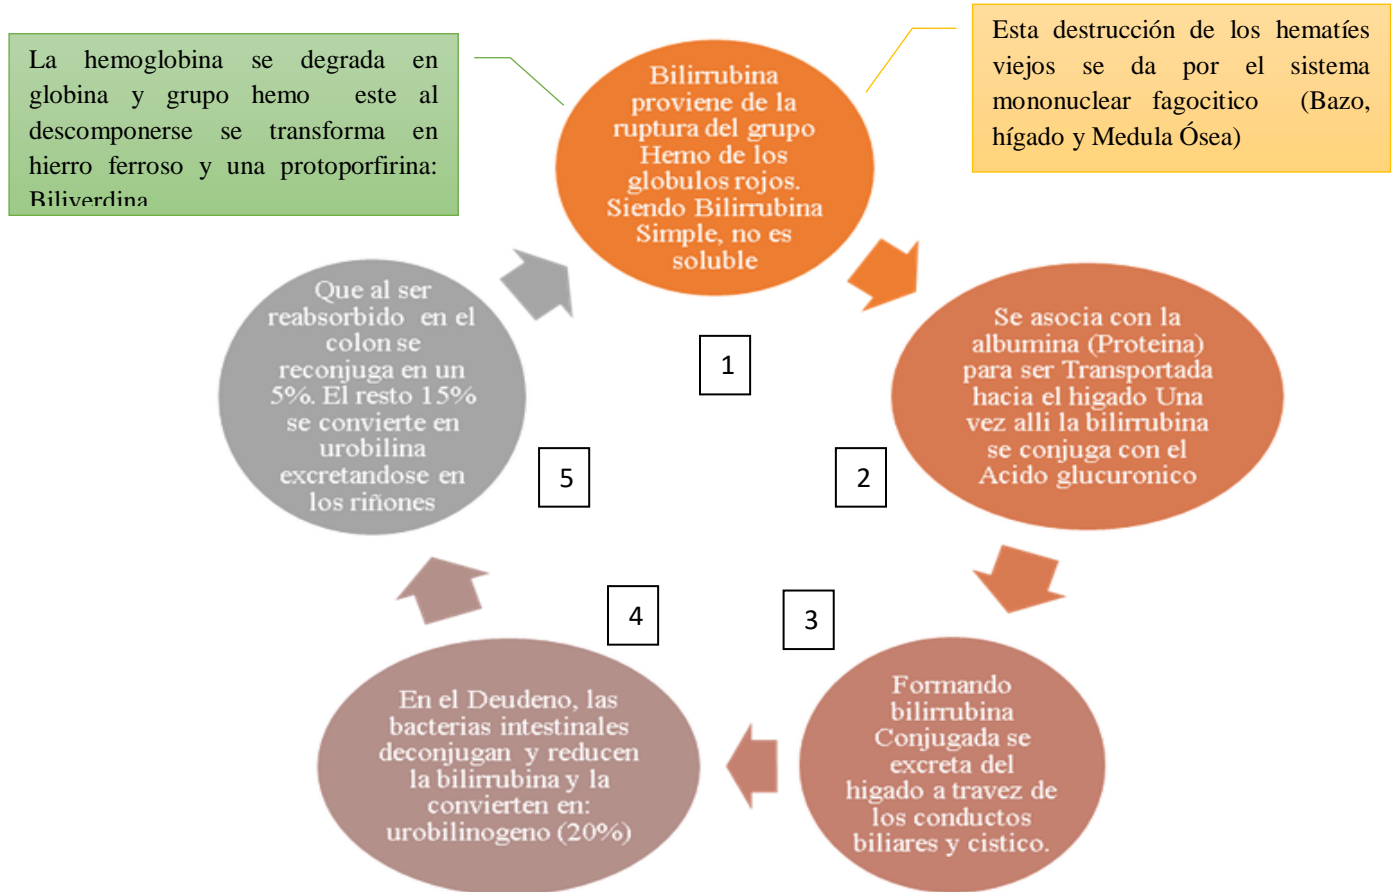 La hemoglobina se degrada en
globina y grupo hemo este al
descomponerse se transforma en
hierro ferroso y una protoporfirina:
Biliverdina
Esta destrucción de los hematíes
viejos se da por el sistema
mononuclear fagocitico (Bazo,
hígado y Medula Ósea)
Bilirrubina
proviene de la
ruptura del grupo
Hemo de los
globulos rojos.
Siendo Bilirrubina
Simple, no es
soluble
1
Se asocia con la
albumina (Proteina)
para ser Transportada
hacia el higado Una
vez alli la bilirrubina
se conjuga con el
Acido glucuronico
2
Formando
bilirrubina
Conjugada se
excreta del
higado a travez de
los conductos
biliares y cistico.
3
En el Deudeno, las
bacterias intestinales
deconjugan y reducen
la bilirrubina y la
convierten en:
urobilinogeno (20%)
4
Que al ser
reabsorbido en el
colon se
reconjuga en un
5%. El resto 15%
se convierte en
urobilina
excretandose en
los riñones
5